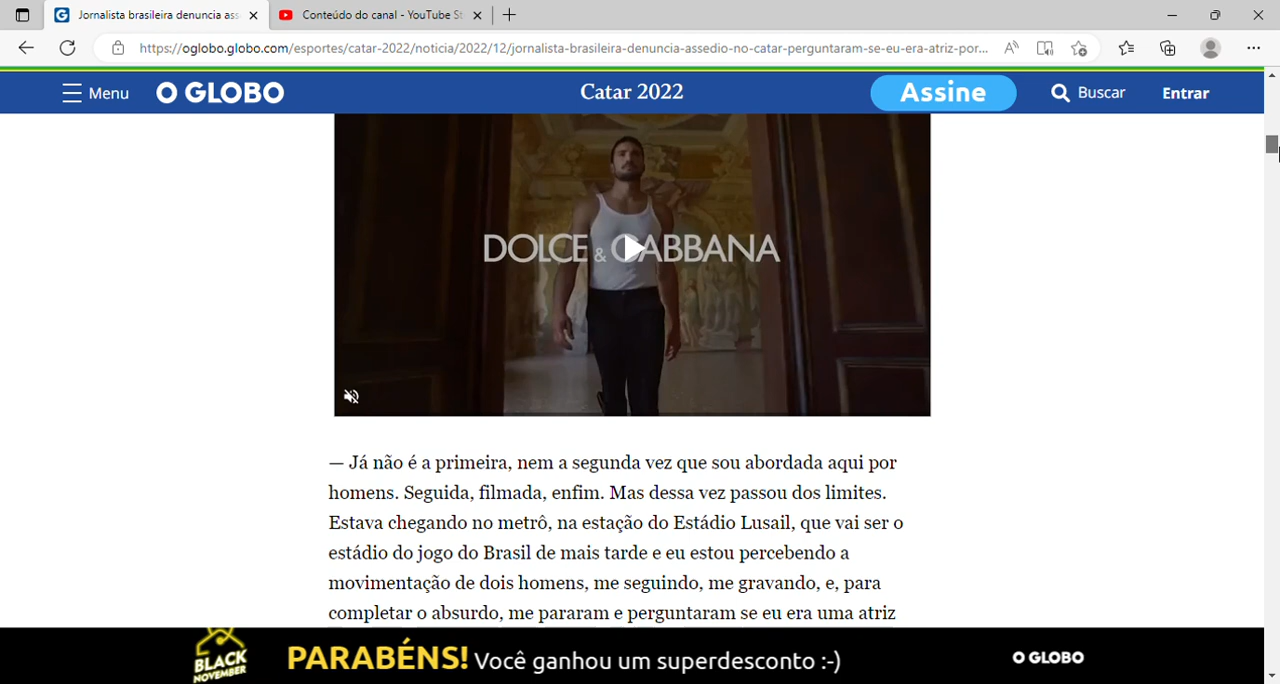 Jornalista brasileira denuncia ass
Conteúdo do canal - YouTube St
https://oglobo.globo.com/esportes/catar-2022/noticia/2022/12/jornalista-brasileira-denuncia-assedio-no-catar-perguntaram-se-eu-era-atriz-por...
Menu
O GLOBO
Catar 2022
Assine
Buscar
Entrar
DOLCE & GABBANA
— Já não é a primeira, nem a segunda vez que sou abordada aqui por
homens. Seguida, filmada, enfim. Mas dessa vez passou dos limites.
Estava chegando no metrô, na estação do Estádio Lusail, que vai ser o
estádio do jogo do Brasil de mais tarde e eu estou percebendo a
movimentação de dois homens, me seguindo, me gravando, e, para
completar o absurdo, me pararam e perguntaram se eu era uma atriz
BLACK
NOVEMBER
PARABÉNS! Você ganhou um superdesconto :-)
O GLOBO